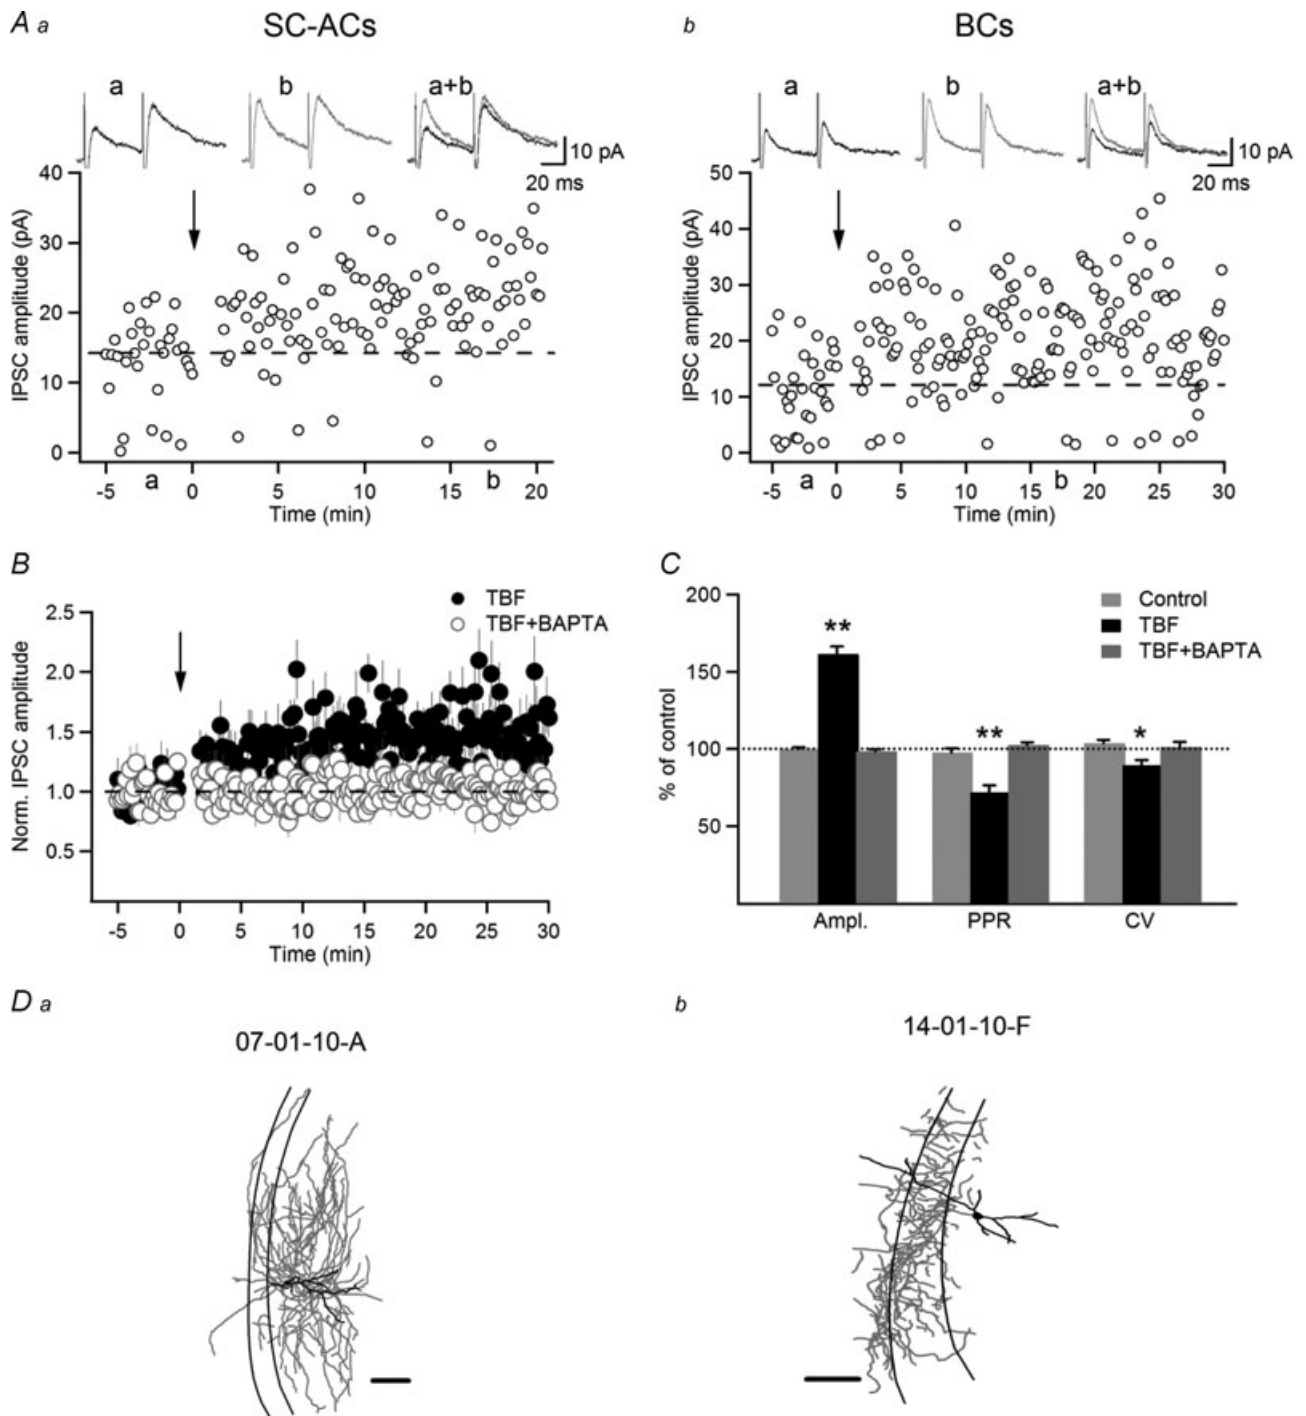 A a
SC-ACs
b
BCs
a
b
a+b
10 pA
20 ms
a
b
a+b
10 pA
20 ms
IPSC amplitude (pA)
40
30
20
10
0
-5
a
0
5
10
15
b
20
Time (min)
IPSC amplitude (pA)
50
40
30
20
10
0
-5
a
0
5
10
15
b
20
25
30
Time (min)
B
TBF
TBF+BAPTA
Norm. IPSC amplitude
2.5
2.0
1.5
1.0
0.5
-5
0
5
10
15
20
25
30
Time (min)
C
Control
TBF
TBF+BAPTA
% of control
200
150
100
50
**
**
*
Ampl.
PPR
CV
D a
07-01-10-A
b
14-01-10-F